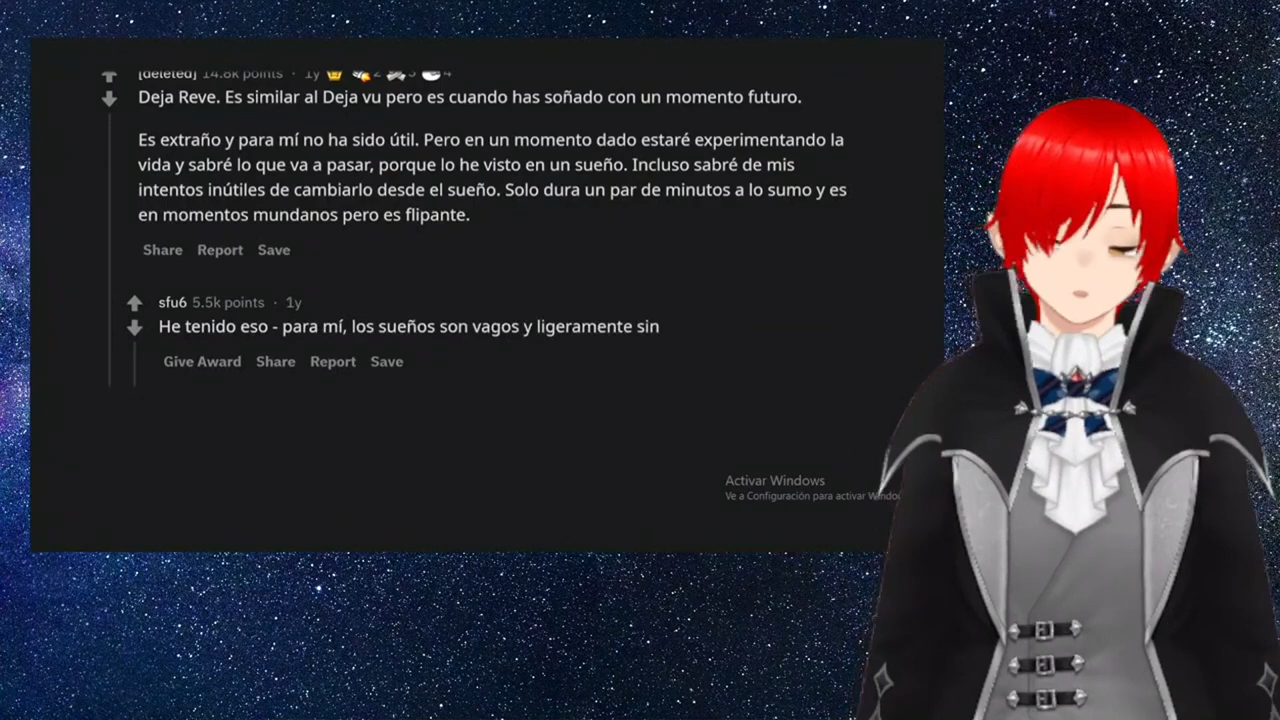 [deleted] 14.8k points · 1y 2 3 4
Deja Reve. Es similar al Deja vu pero es cuando has soñado con un momento futuro.
Es extraño y para mí no ha sido útil. Pero en un momento dado estaré experimentando la
vida y sabré lo que va a pasar, porque lo he visto en un sueño. Incluso sabré de mis
intentos inútiles de cambiarlo desde el sueño. Solo dura un par de minutos a lo sumo y es
en momentos mundanos pero es flipante.
Share Report Save
sfu6 5.5k points · 1y
He tenido eso - para mí, los sueños son vagos y ligeramente sin
Give Award Share Report Save
Activar Windows
Ve a Configuración para activar Windo